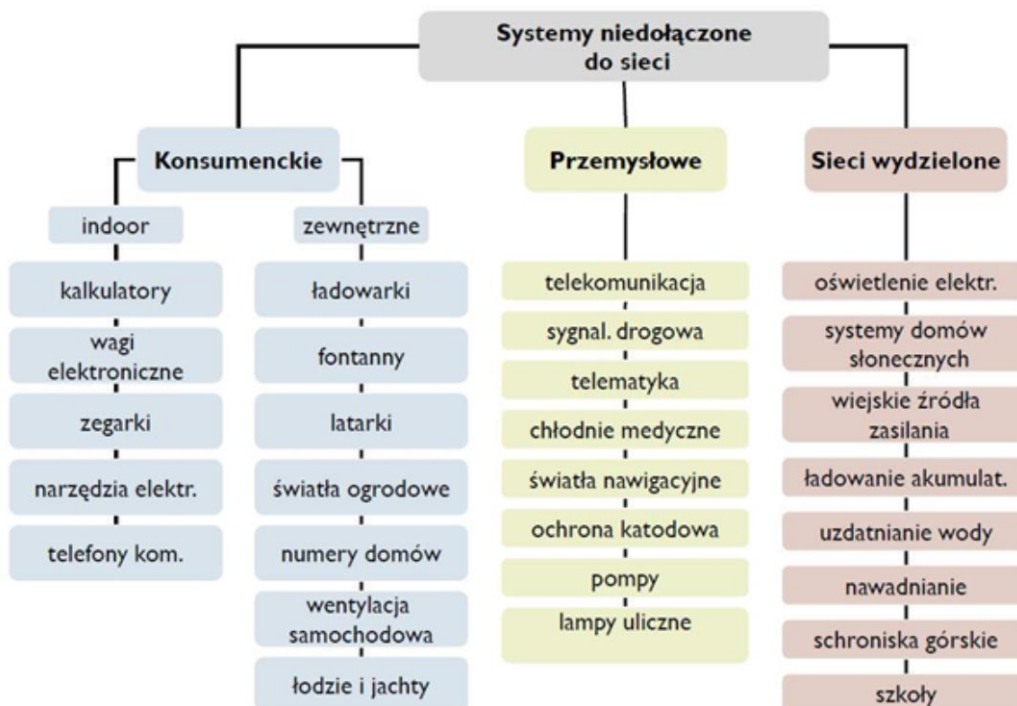 Systemy niedołączone
do sieci
Konsumenckie
indoor
kalkulatory
wagi
elektroniczne
zegarki
narzędzia elektr.
telefony kom.
zewnętrzne
ładowarki
fontanny
latarki
światła ogrodowe
numery domów
wentylacja
samochodowa
łodzie i jachty
Przemysłowe
telekomunikacja
sygnal. drogowa
telematyka
chłodnie medyczne
światła nawigacyjne
ochrona katodowa
pompy
lampy uliczne
Sieci wydzielone
oświetlenie elektr.
systemy domów
słonecznych
wiejskie źródła
zasilania
ładowanie akumulat.
uzdatnianie wody
nawadnianie
schroniska górskie
szkoły